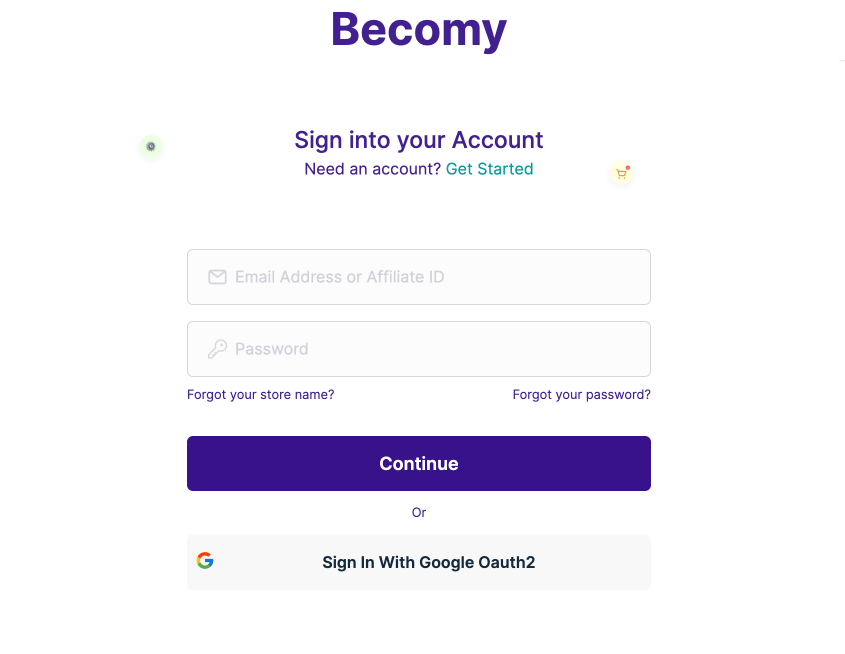 Becomy
Sign into your Account
Need an account? Get Started
Email Address or Affiliate ID
Password
Forgot your store name? Forgot your password?
Continue
Or
Sign In With Google Oauth2